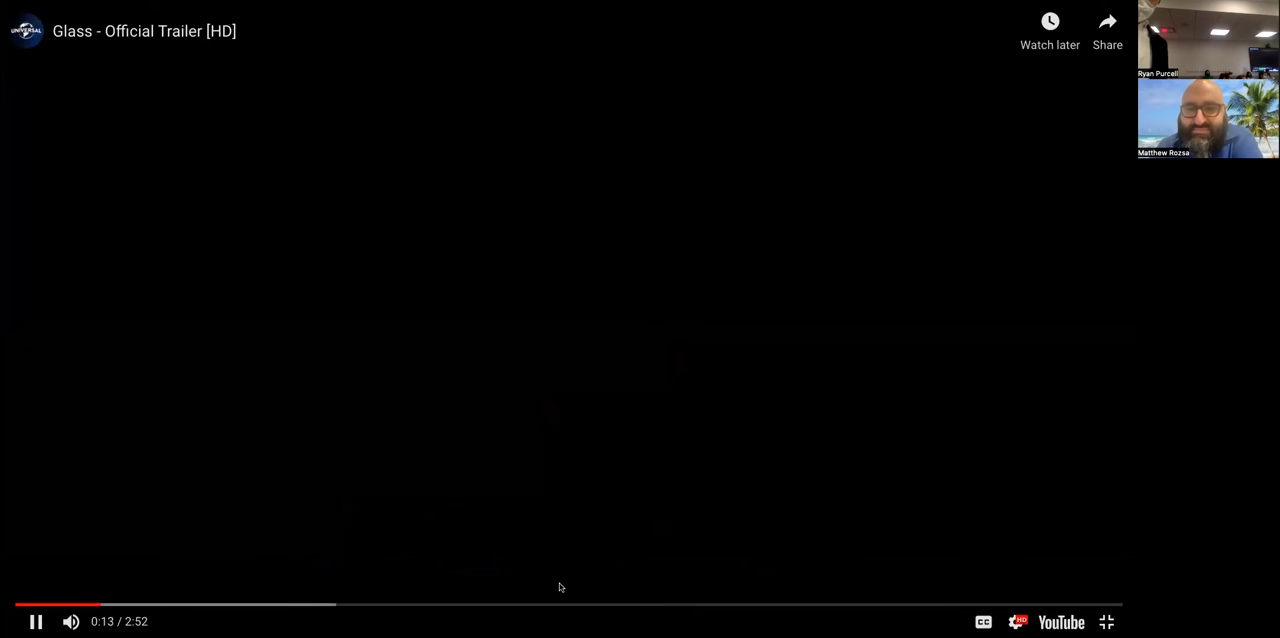 UNIVERSAL
Glass - Official Trailer [HD]
Watch later
Share
Ryan Purcell
Matthew Rozsa
0:13 / 2:52
CC
HD
YouTube